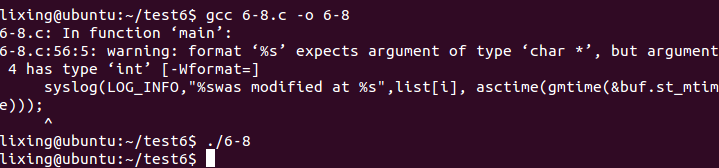 lixing@ubuntu:~/test6$ gcc 6-8.c -o 6-8
6-8.c: In function ‘main’:
6-8.c:56:5: warning: format ‘%s’ expects argument of type ‘char *’, but argument
 4 has type ‘int’ [-Wformat=]
     syslog(LOG_INFO,"%swas modified at %s",list[i], asctime(gmtime(&buf.st_mtim
e)));
     ^
lixing@ubuntu:~/test6$ ./6-8
lixing@ubuntu:~/test6$